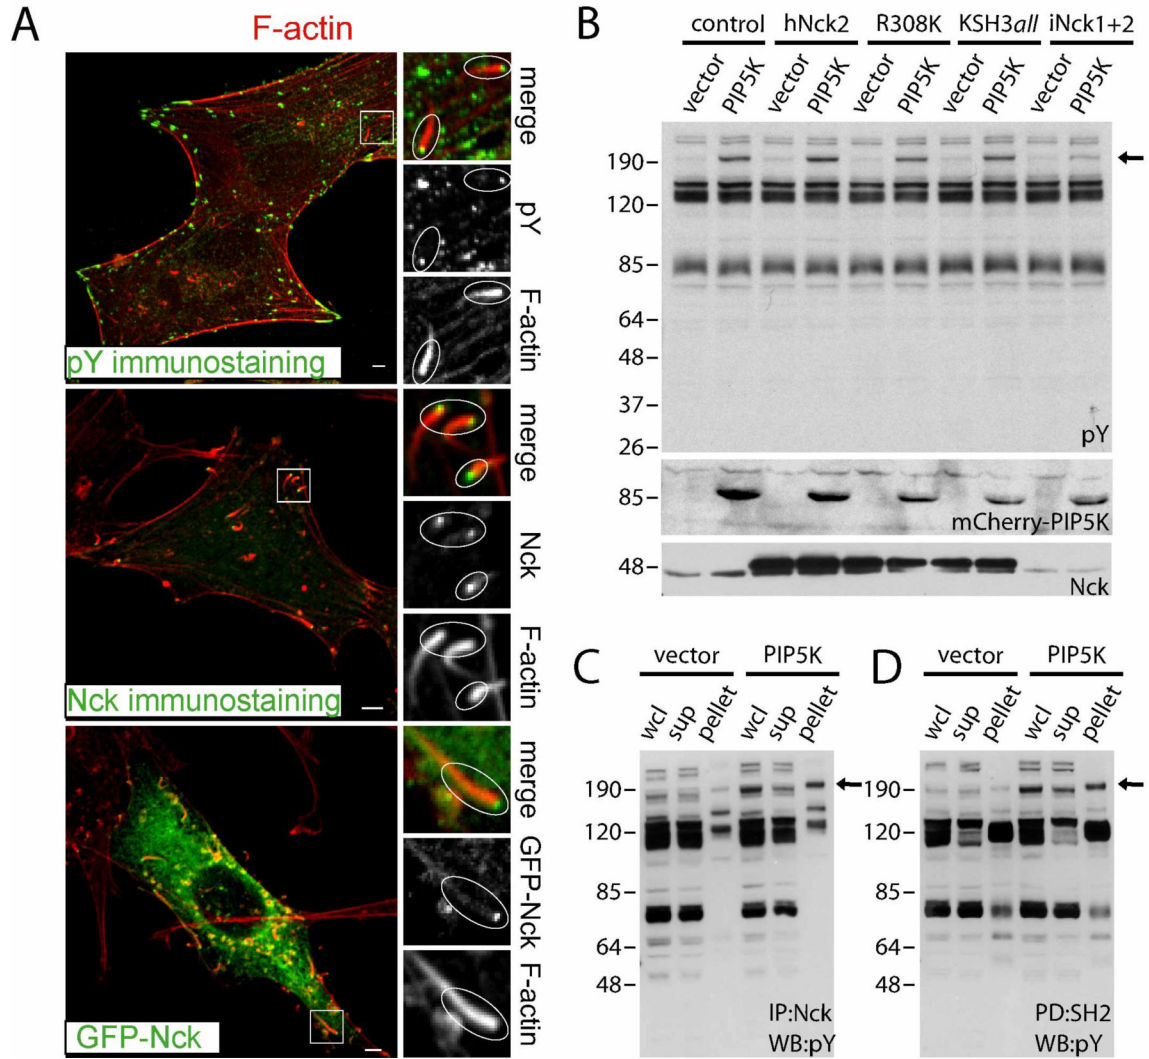 A
F-actin
pY immunostaining
merge
pY
F-actin
Nck immunostaining
merge
Nck
F-actin
GFP-Nck
merge
GFP-Nck
F-actin
B
control hNck2 R308K KSH3all iNck1+2
vector PIP5K vector PIP5K vector PIP5K vector PIP5K vector PIP5K
190
120
85
64
48
37
26
pY
85
mCherry-PIP5K
48
Nck
C
vector PIP5K
wcl sup pellet wcl sup pellet
190
120
85
64
48
IP:Nck
WB:pY
D
vector PIP5K
wcl sup pellet wcl sup pellet
190
120
85
64
48
PD:SH2
WB:pY